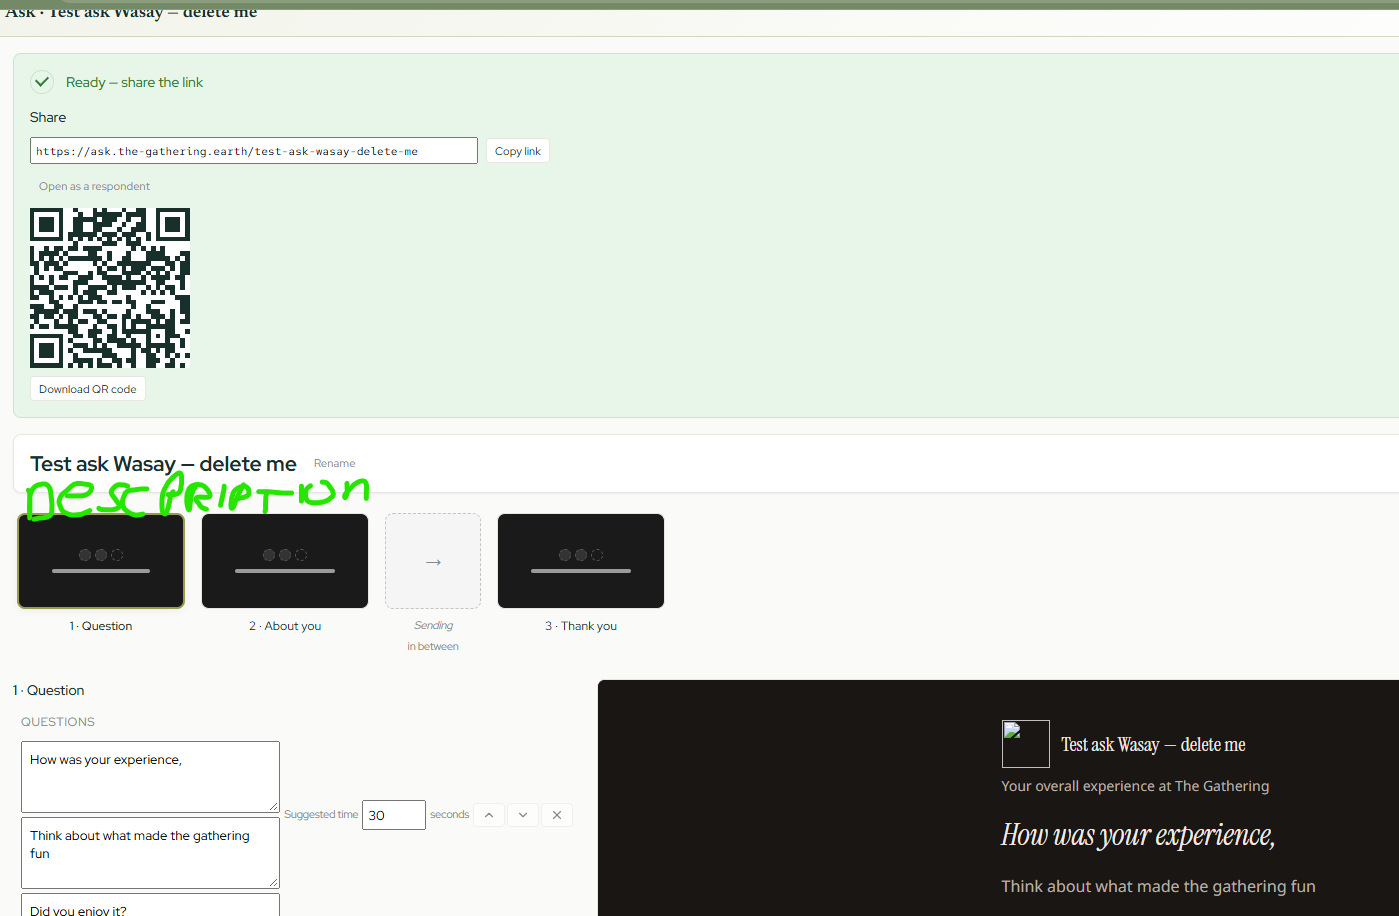 Ask · Test ask Wasay – delete me
Ready – share the link
Share
https://ask.the-gathering.earth/test-ask-wasay-delete-me
Copy link
Open as a respondent
Download QR code
Test ask Wasay – delete me
Rename
DESCRIPTION
→
1 · Question
2 · About you
Sending
in between
3 · Thank you
1 · Question
QUESTIONS
How was your experience,
Suggested time
30
seconds
Think about what made the gathering
fun
Did you enjoy it?
Test ask Wasay – delete me
Your overall experience at The Gathering
How was your experience,
Think about what made the gathering fun